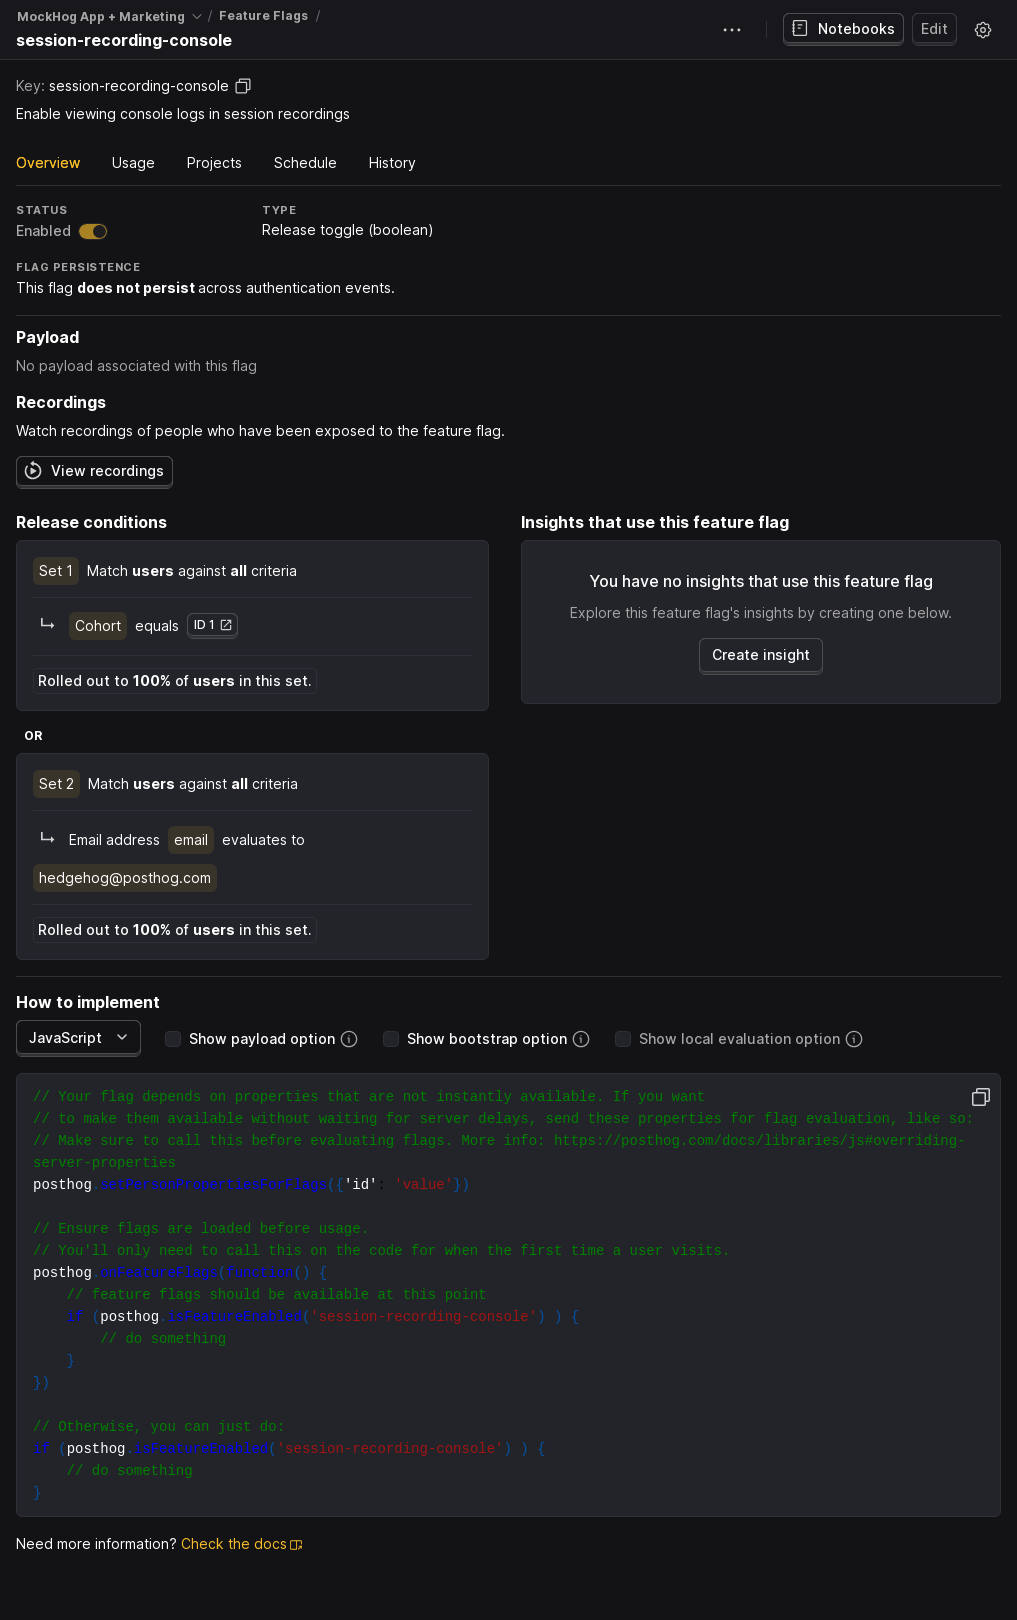 MockHog App + Marketing / Feature Flags /
session-recording-console
Notebooks
Edit
Key: session-recording-console
Enable viewing console logs in session recordings
Overview Usage Projects Schedule History
STATUS
Enabled
TYPE
Release toggle (boolean)
FLAG PERSISTENCE
This flag does not persist across authentication events.
Payload
No payload associated with this flag
Recordings
Watch recordings of people who have been exposed to the feature flag.
View recordings
Release conditions
Set 1 Match users against all criteria
Cohort equals ID 1
Rolled out to 100% of users in this set.
OR
Set 2 Match users against all criteria
Email address email evaluates to
hedgehog@posthog.com
Rolled out to 100% of users in this set.
Insights that use this feature flag
You have no insights that use this feature flag
Explore this feature flag's insights by creating one below.
Create insight
How to implement
JavaScript Show payload option Show bootstrap option Show local evaluation option
// Your flag depends on properties that are not instantly available. If you want
// to make them available without waiting for server delays, send these properties for flag evaluation, like so:
// Make sure to call this before evaluating flags. More info: https://posthog.com/docs/libraries/js#overriding-
server-properties
posthog.setPersonPropertiesForFlags({'id': 'value'})
// Ensure flags are loaded before usage.
// You'll only need to call this on the code for when the first time a user visits.
posthog.onFeatureFlags(function() {
    // feature flags should be available at this point
    if (posthog.isFeatureEnabled('session-recording-console') ) {
        // do something
    }
})
// Otherwise, you can just do:
if (posthog.isFeatureEnabled('session-recording-console') ) {
    // do something
}
Need more information? Check the docs